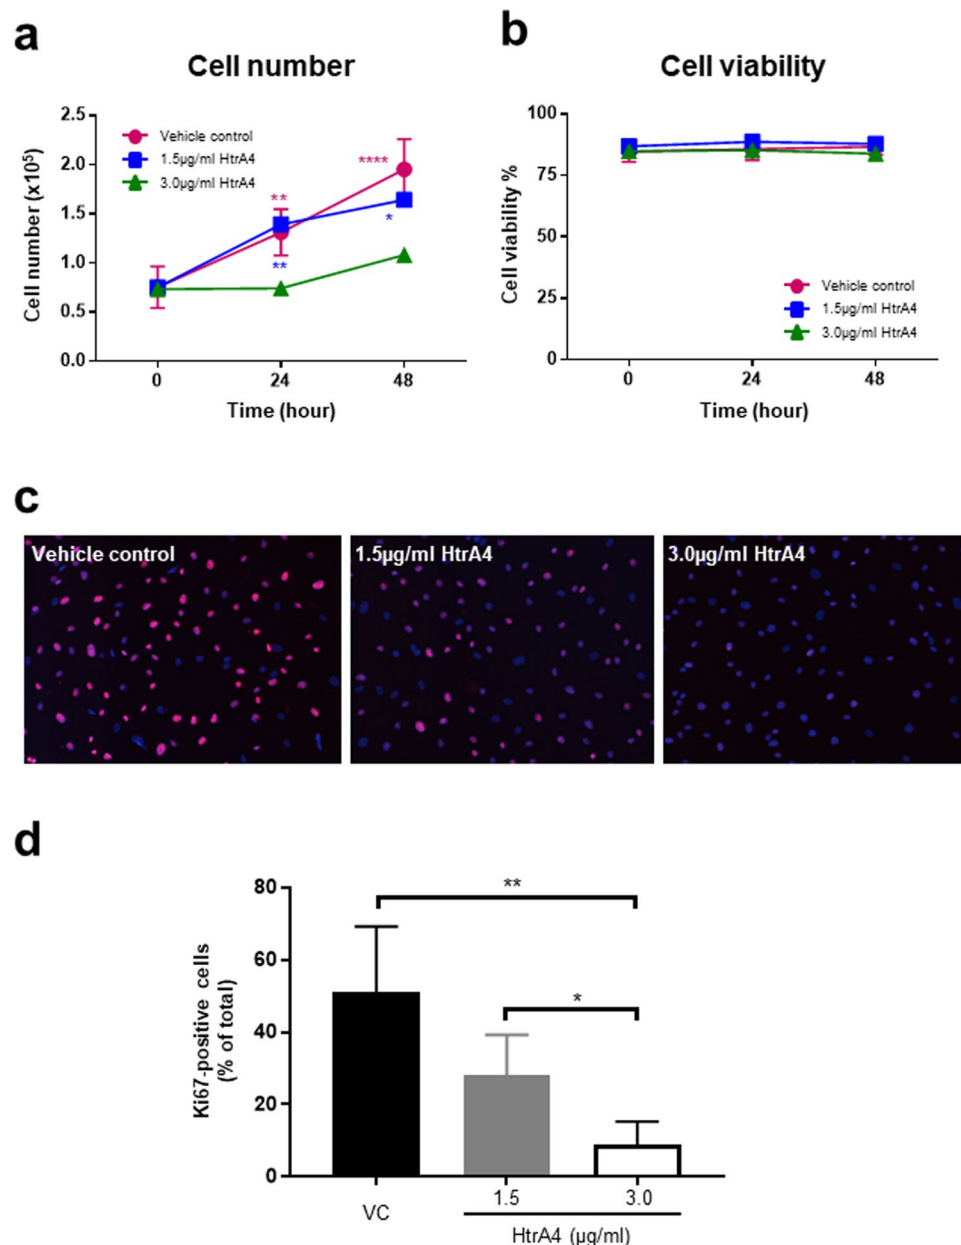 a
Cell number
2.5
2.0
1.5
1.0
0.5
0.0
Cell number (x10⁵)
Vehicle control
1.5µg/ml HtrA4
3.0µg/ml HtrA4
**
**
****
*
0 24 48
Time (hour)
b
Cell viability
100
75
50
25
0
Cell viability %
Vehicle control
1.5µg/ml HtrA4
3.0µg/ml HtrA4
0 24 48
Time (hour)
c
Vehicle control
1.5µg/ml HtrA4
3.0µg/ml HtrA4
d
80
60
40
20
0
Ki67-positive cells
(% of total)
**
*
VC
1.5 3.0
HtrA4 (µg/ml)